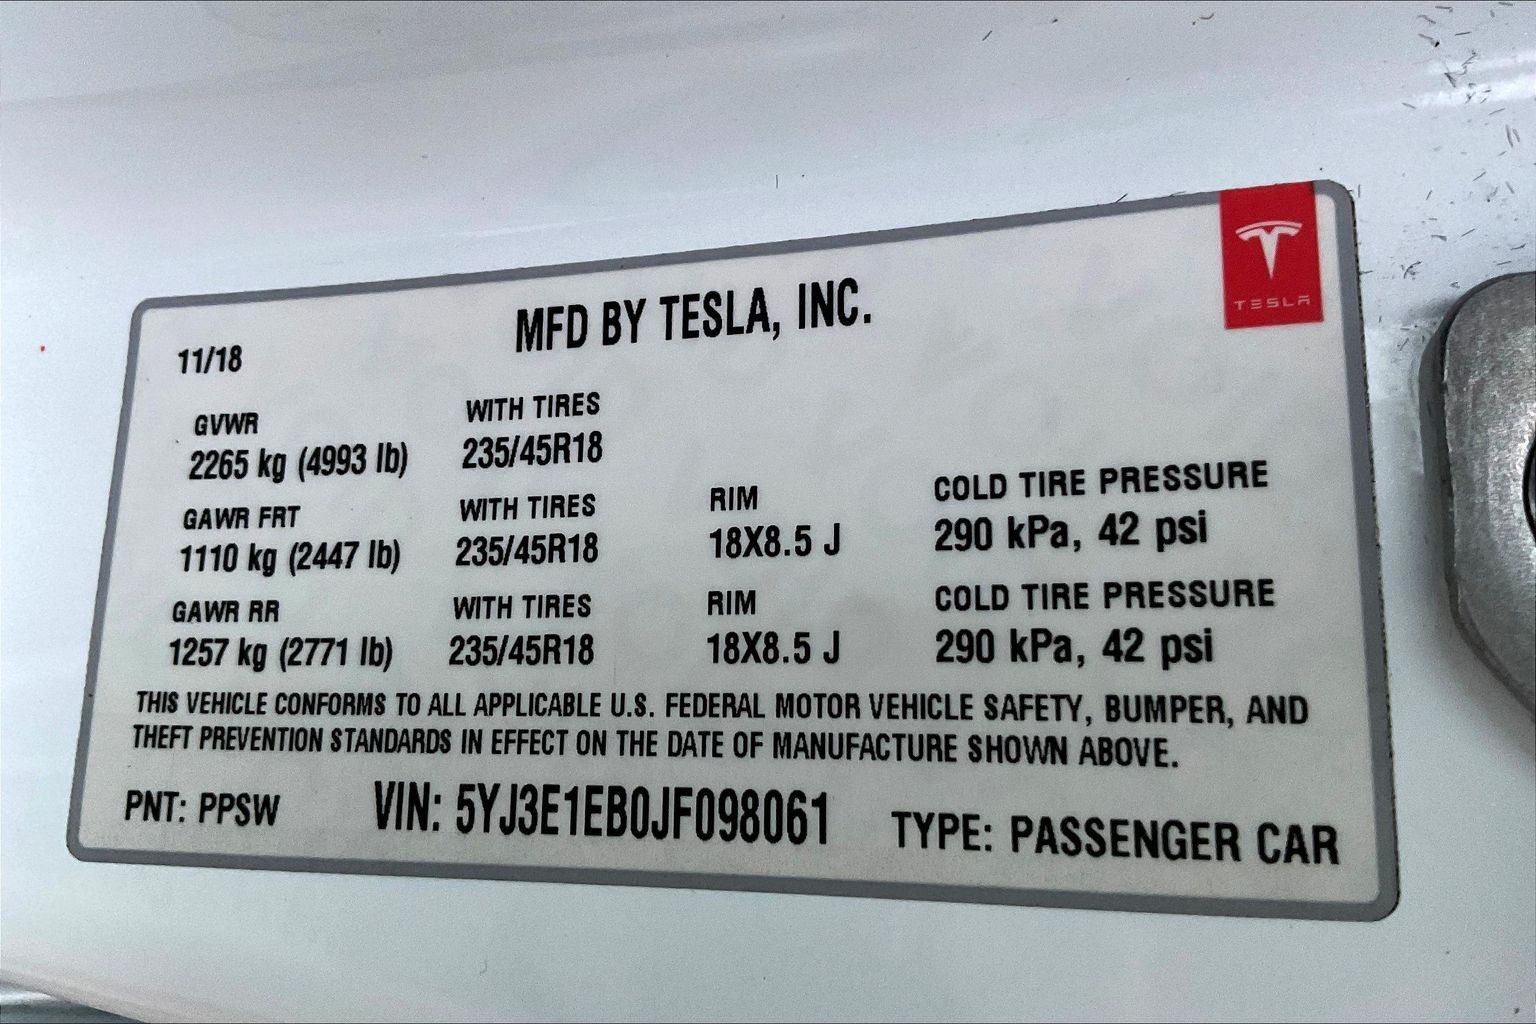 TESLA
MFD BY TESLA, INC.
11/18
GVWR WITH TIRES
2265 kg (4993 lb) 235/45R18
GAWR FRT WITH TIRES RIM COLD TIRE PRESSURE
1110 kg (2447 lb) 235/45R18 18X8.5 J 290 kPa, 42 psi
GAWR RR WITH TIRES RIM COLD TIRE PRESSURE
1257 kg (2771 lb) 235/45R18 18X8.5 J 290 kPa, 42 psi
THIS VEHICLE CONFORMS TO ALL APPLICABLE U.S. FEDERAL MOTOR VEHICLE SAFETY, BUMPER, AND
THEFT PREVENTION STANDARDS IN EFFECT ON THE DATE OF MANUFACTURE SHOWN ABOVE.
PNT: PPSW VIN: 5YJ3E1EB0JF098061 TYPE: PASSENGER CAR